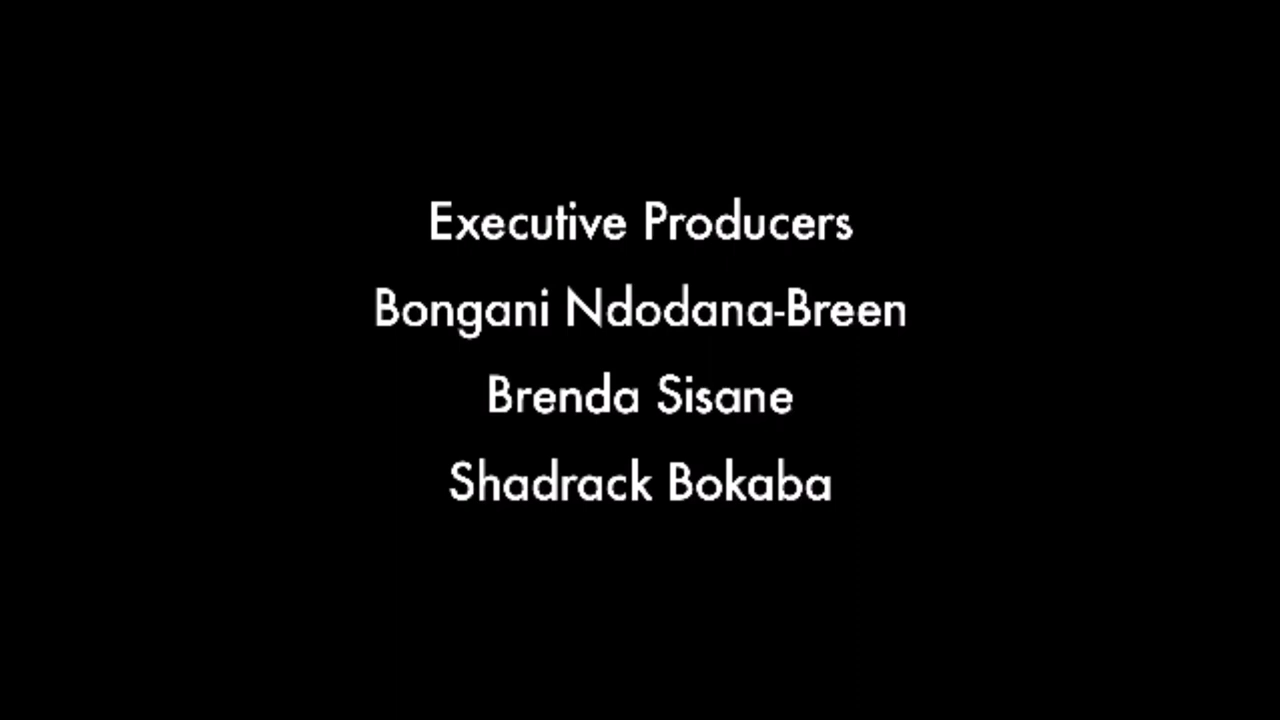 Executive Producers
Bongani Ndodana-Breen
Brenda Sisane
Shadrack Bokaba